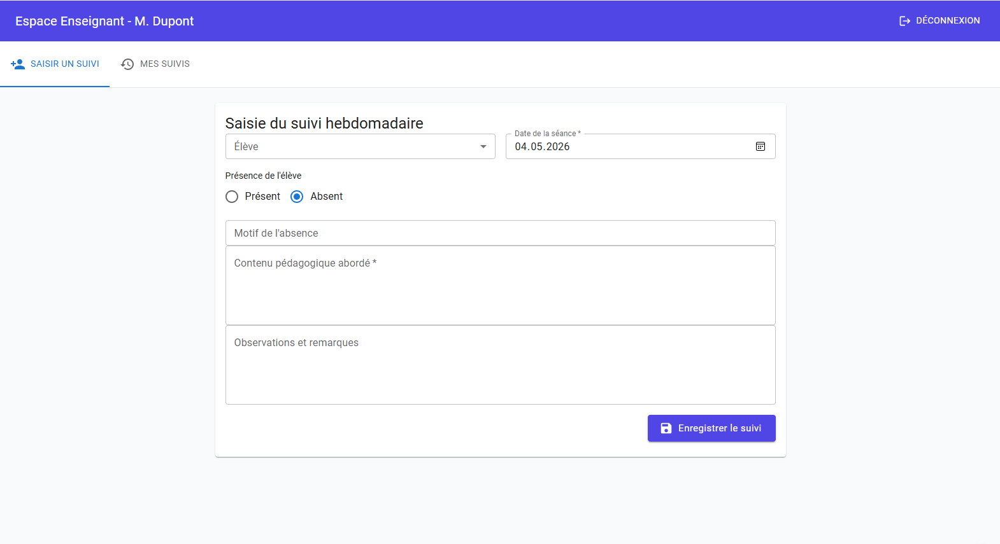 Espace Enseignant - M. Dupont
DÉCONNEXION
SAISIR UN SUIVI
MES SUIVIS
Saisie du suivi hebdomadaire
Élève
Date de la séance *
04.05.2026
Présence de l'élève
Présent
Absent
Motif de l'absence
Contenu pédagogique abordé *
Observations et remarques
Enregistrer le suivi